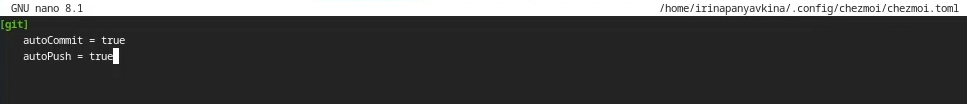 GNU nano 8.1 /home/irinapanyavkina/.config/chezmoi/chezmoi.toml
[git]
autoCommit = true
autoPush = true